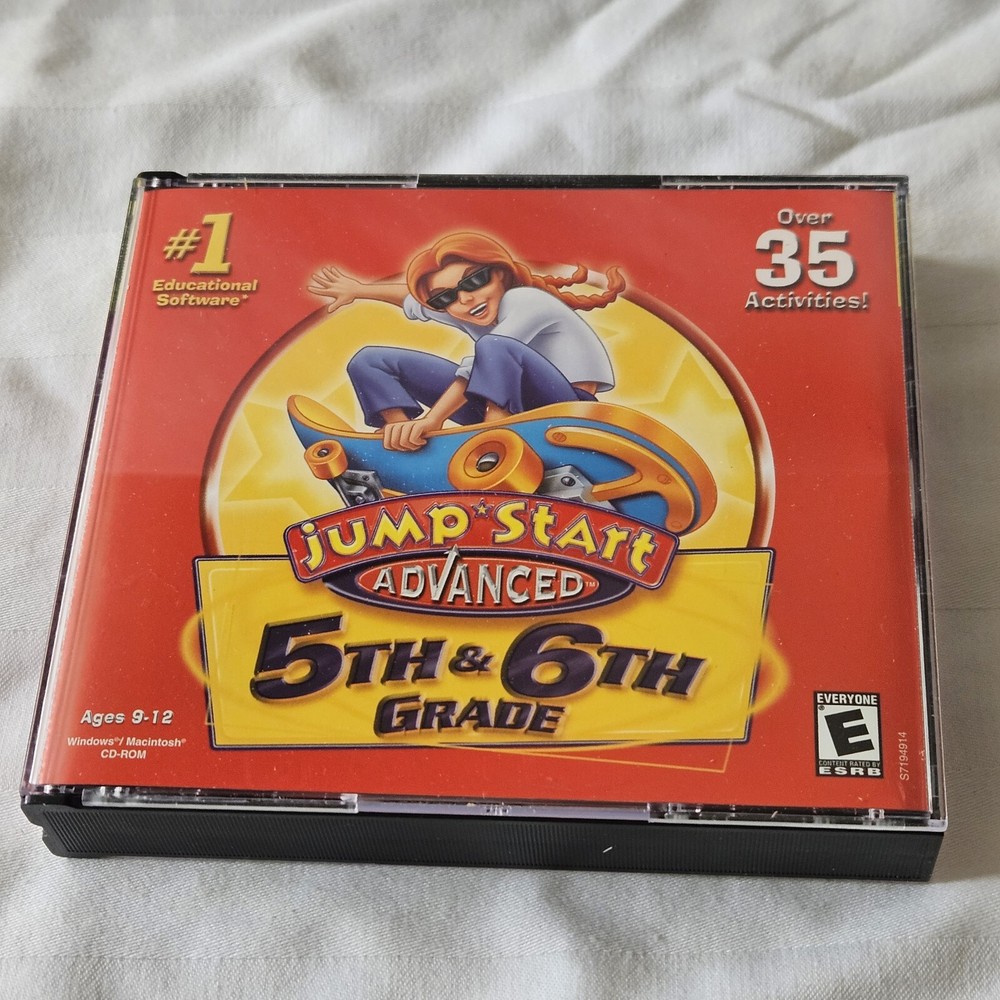 #1
Educational
Software*
Over
35
Activities!
JumpStart
ADVANCED™
5TH & 6TH
GRADE
Ages 9-12
Windows®/ Macintosh®
CD-ROM
EVERYONE
E
CONTENT RATED BY
ESRB
S7194914